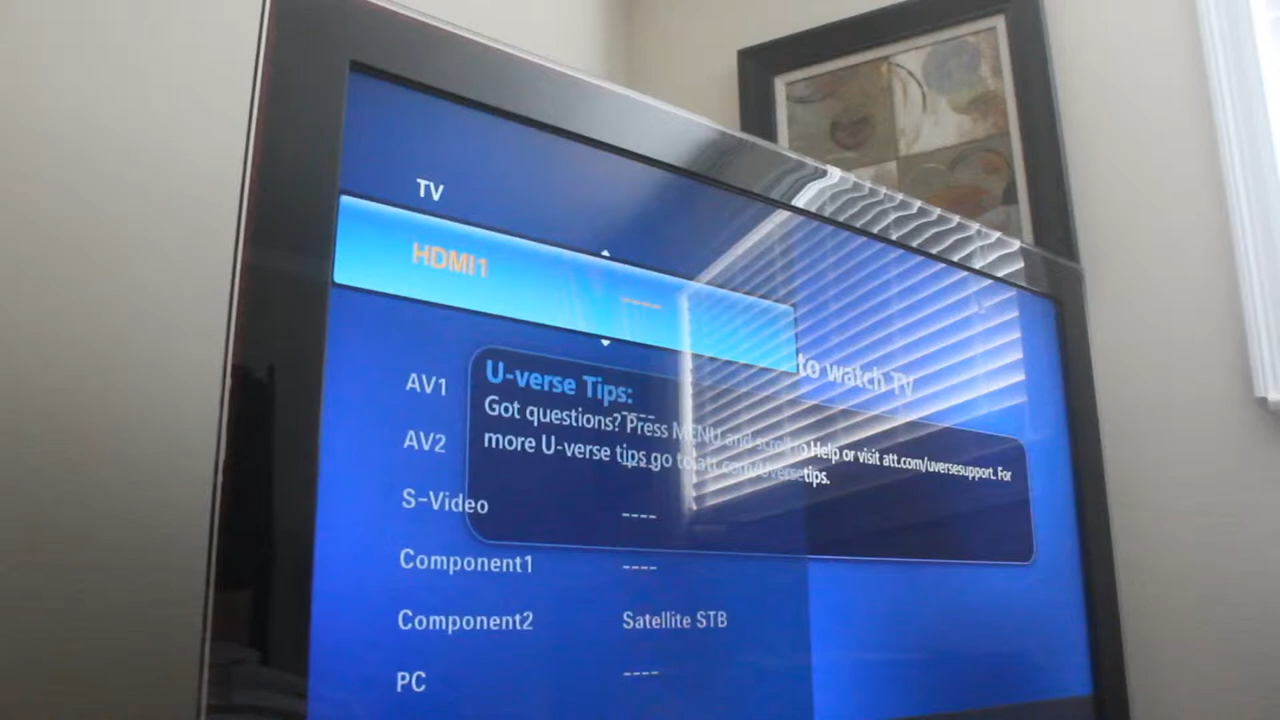 TV
HDMI1 ----
to watch TV
U-verse Tips:
Got questions? Press MENU and scroll to Help or visit att.com/uversesupport. For
more U-verse tips go to att.com/uversetips.
AV1 ----
AV2 ----
S-Video ----
Component1 ----
Component2 Satellite STB
PC ----